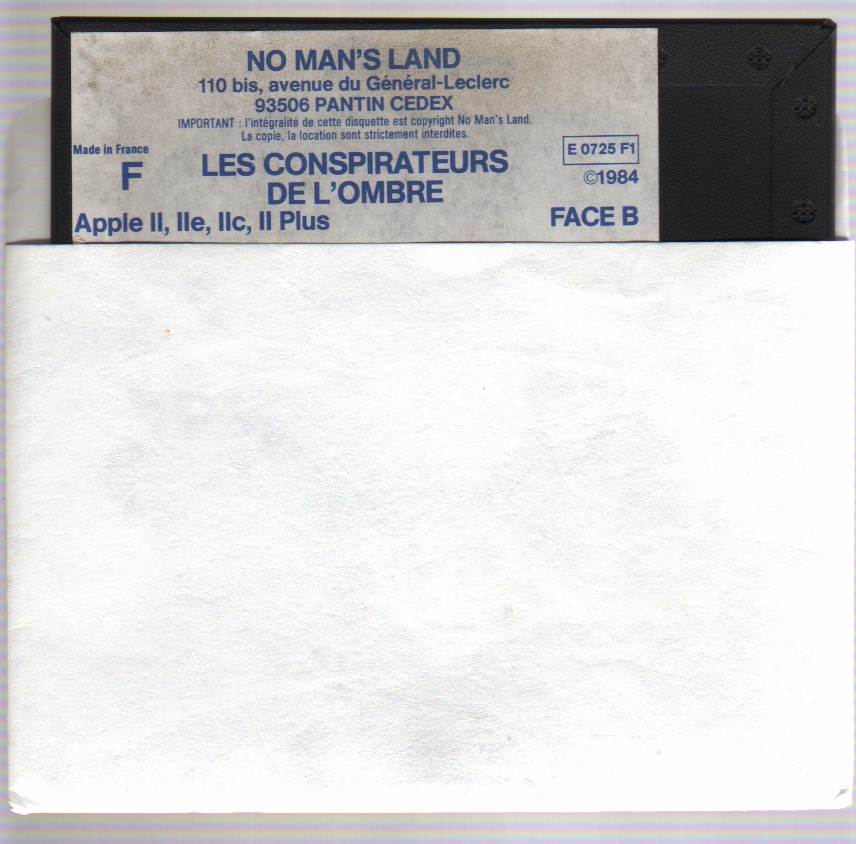 NO MAN'S LAND
110 bis, avenue du Général-Leclerc
93506 PANTIN CEDEX
IMPORTANT : l'intégralité de cette disquette est copyright No Man's Land.
La copie, la location sont strictement interdites.
Made in France
F
LES CONSPIRATEURS
DE L'OMBRE
E 0725 F1
©1984
Apple II, IIe, IIc, II Plus
FACE B